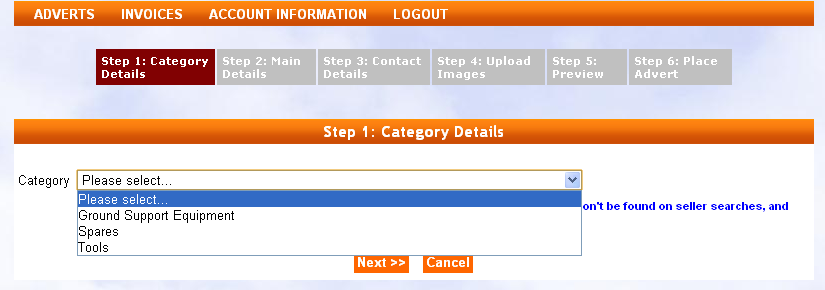 ADVERTS INVOICES ACCOUNT INFORMATION LOGOUT
Step 1: Category Details
Step 2: Main Details
Step 3: Contact Details
Step 4: Upload Images
Step 5: Preview
Step 6: Place Advert
Step 1: Category Details
Category Please select...
Please select...
Ground Support Equipment
on't be found on seller searches, and
Spares
Tools
Next >> Cancel